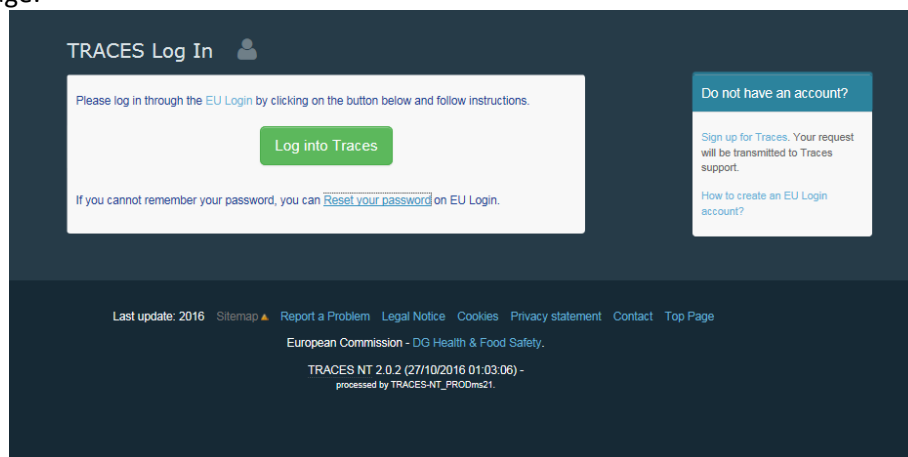 TRACES Log In
Please log in through the EU Login by clicking on the button below and follow instructions.
Log into Traces
If you cannot remember your password, you can Reset your password on EU Login.
Do not have an account?
Sign up for Traces. Your request
will be transmitted to Traces
support.
How to create an EU Login
account?
Last update: 2016 Sitemap Report a Problem Legal Notice Cookies Privacy statement Contact Top Page
European Commission - DG Health & Food Safety.
TRACES NT 2.0.2 (27/10/2016 01:03:06) -
processed by TRACES-NT_PRODms21.